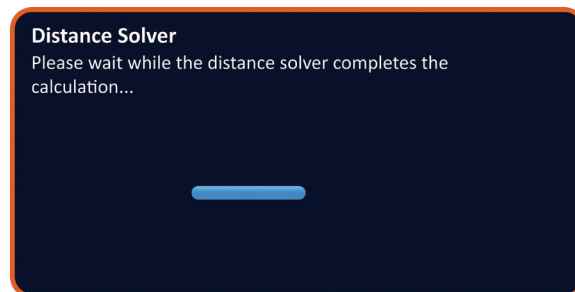 Distance Solver
Please wait while the distance solver completes the
calculation...